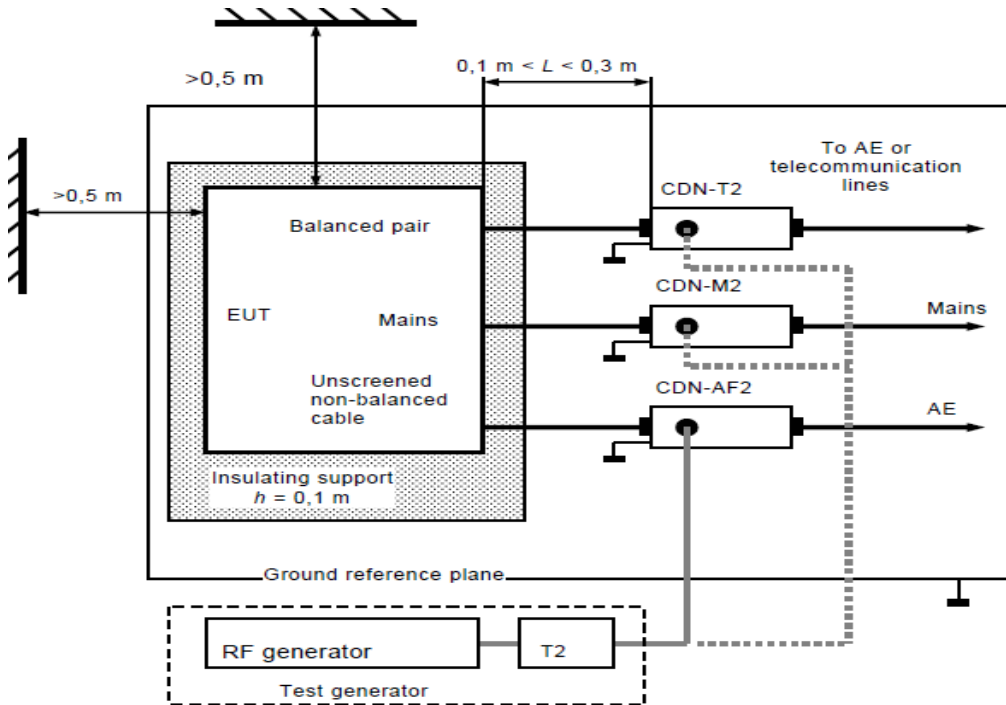 0,1 m < L < 0,3 m
>0,5 m
To AE or
telecommunication
lines
CDN-T2
>0,5 m
Balanced pair
CDN-M2
EUT
Mains
Mains
Unscreened
non-balanced
cable
CDN-AF2
AE
Insulating support
h = 0,1 m
Ground reference plane
RF generator
T2
Test generator